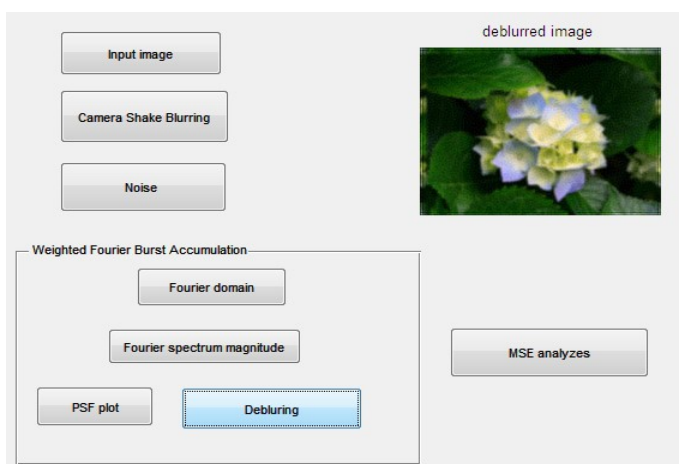 deblurred image
Input image
Camera Shake Blurring
Noise
Weighted Fourier Burst Accumulation
Fourier domain
Fourier spectrum magnitude
MSE analyzes
PSF plot
Debluring